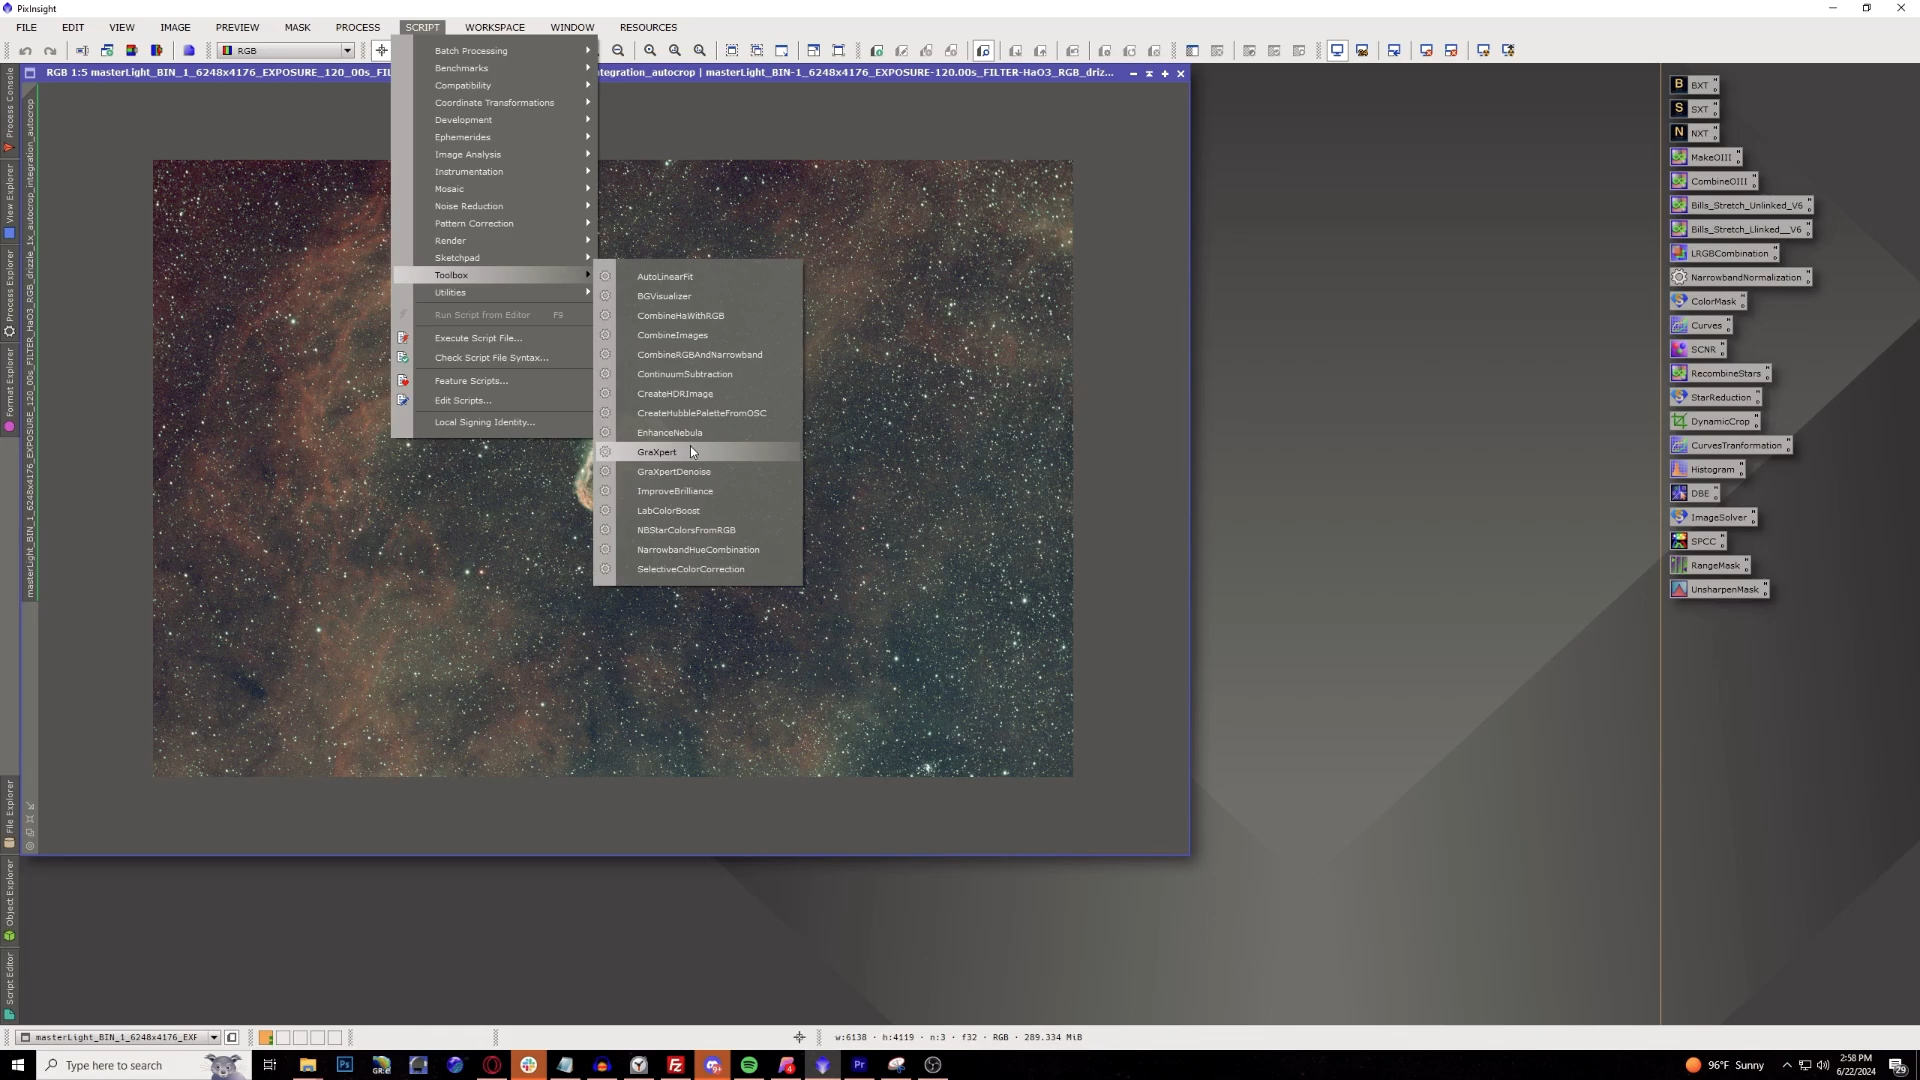 PixInsight
FILE EDIT VIEW IMAGE PREVIEW MASK PROCESS SCRIPT WORKSPACE WINDOW RESOURCES
RGB
RGB 1:5 masterLight_BIN_1_6248x4176_EXPOSURE_120_00s_FIL
ntegration_autocrop | masterLight_BIN-1_6248x4176_EXPOSURE-120.00s_FILTER-HaO3_RGB_driz...
Batch Processing
Benchmarks
Compatibility
Coordinate Transformations
Development
Ephemerides
Image Analysis
Instrumentation
Mosaic
Noise Reduction
Pattern Correction
Render
Sketchpad
Toolbox
Utilities
Run Script from Editor F9
Execute Script File...
Check Script File Syntax...
Feature Scripts...
Edit Scripts...
Local Signing Identity...
AutoLinearFit
BGVisualizer
CombineHaWithRGB
CombineImages
CombineRGBAndNarrowband
ContinuumSubtraction
CreateHDRImage
CreateHubblePaletteFromOSC
EnhanceNebula
GraXpert
GraXpertDenoise
ImproveBrilliance
LabColorBoost
NBStarColorsFromRGB
NarrowbandHueCombination
SelectiveColorCorrection
Process Console
View Explorer
Process Explorer
Format Explorer
File Explorer
Object Explorer
Script Editor
masterLight_BIN_1_6248x4176_EXPOSURE_120_00s_FILTER_HaO3_RGB_drizzle_1x_autocrop_integration_autocrop
B BXT
S SXT
N NXT
MakeOIII
CombineOIII
Bills_Stretch_Unlinked_V6
Bills_Stretch_Llinked__V6
LRGBCombination
NarrowbandNormalization
ColorMask
Curves
SCNR
RecombineStars
StarReduction
DynamicCrop
CurvesTranformation
Histogram
DBE
ImageSolver
SPCC
RangeMask
UnsharpenMask
masterLight_BIN_1_6248x4176_EXF
w:6138 · h:4119 · n:3 · f32 · RGB · 289.334 MiB
Type here to search
96°F Sunny
2:58 PM
6/22/2024
29